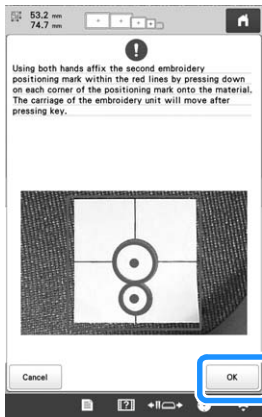 53.2 mm
74.7 mm
Using both hands affix the second embroidery
positioning mark within the red lines by pressing down
on each corner of the positioning mark onto the material.
The carriage of the embroidery unit will move after
pressing key.
Cancel
OK